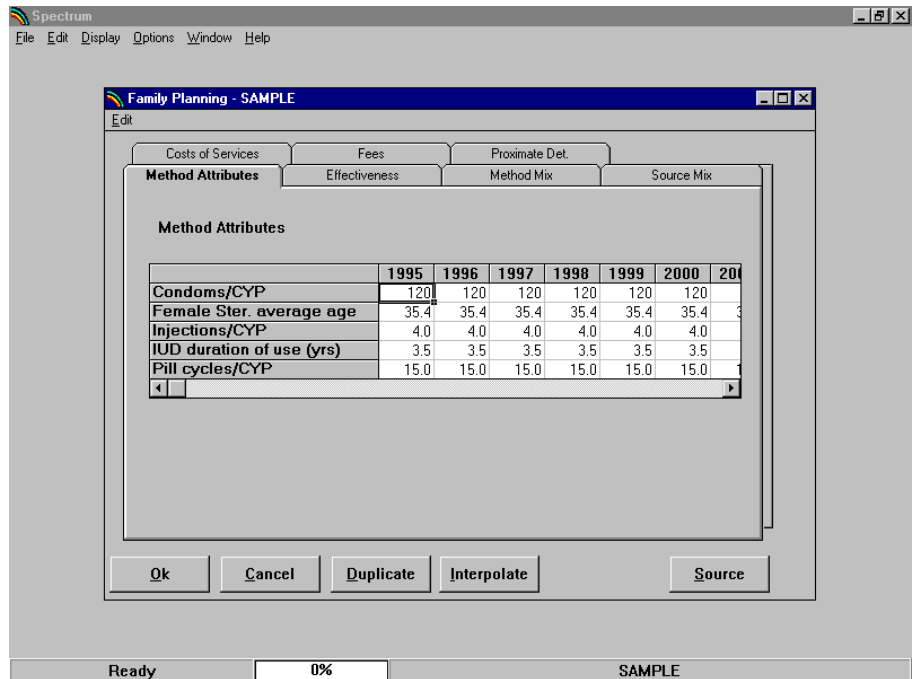 Spectrum
File Edit Display Options Window Help
Family Planning - SAMPLE
Edit
Costs of Services Fees Proximate Det.
Method Attributes Effectiveness Method Mix Source Mix
Method Attributes
1995 1996 1997 1998 1999 2000
Condoms/CYP 120 120 120 120 120 120
Female Ster. average age 35.4 35.4 35.4 35.4 35.4 35.4
Injections/CYP 4.0 4.0 4.0 4.0 4.0 4.0
IUD duration of use (yrs) 3.5 3.5 3.5 3.5 3.5 3.5
Pill cycles/CYP 15.0 15.0 15.0 15.0 15.0 15.0
Ok Cancel Duplicate Interpolate Source
Ready 0% SAMPLE